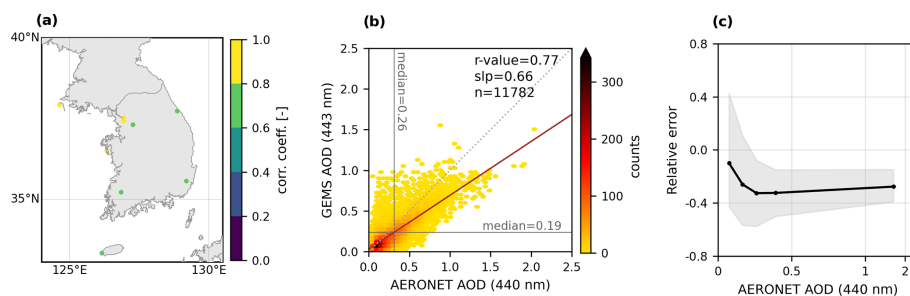 (a)
40°N
35°N
125°E
130°E
1.0
0.8
0.6
0.4
0.2
0.0
corr. coeff. [-]
(b)
GEMS AOD (443 nm)
2.5
2.0
1.5
1.0
0.5
0.0
median=0.26
r-value=0.77
slp=0.66
n=11782
median=0.19
0.0
0.5
1.0
1.5
2.0
2.5
AERONET AOD (440 nm)
300
200
100
0
counts
(c)
Relative error
0.8
0.4
0.0
-0.4
-0.8
0.5
1
2
AERONET AOD (440 nm)